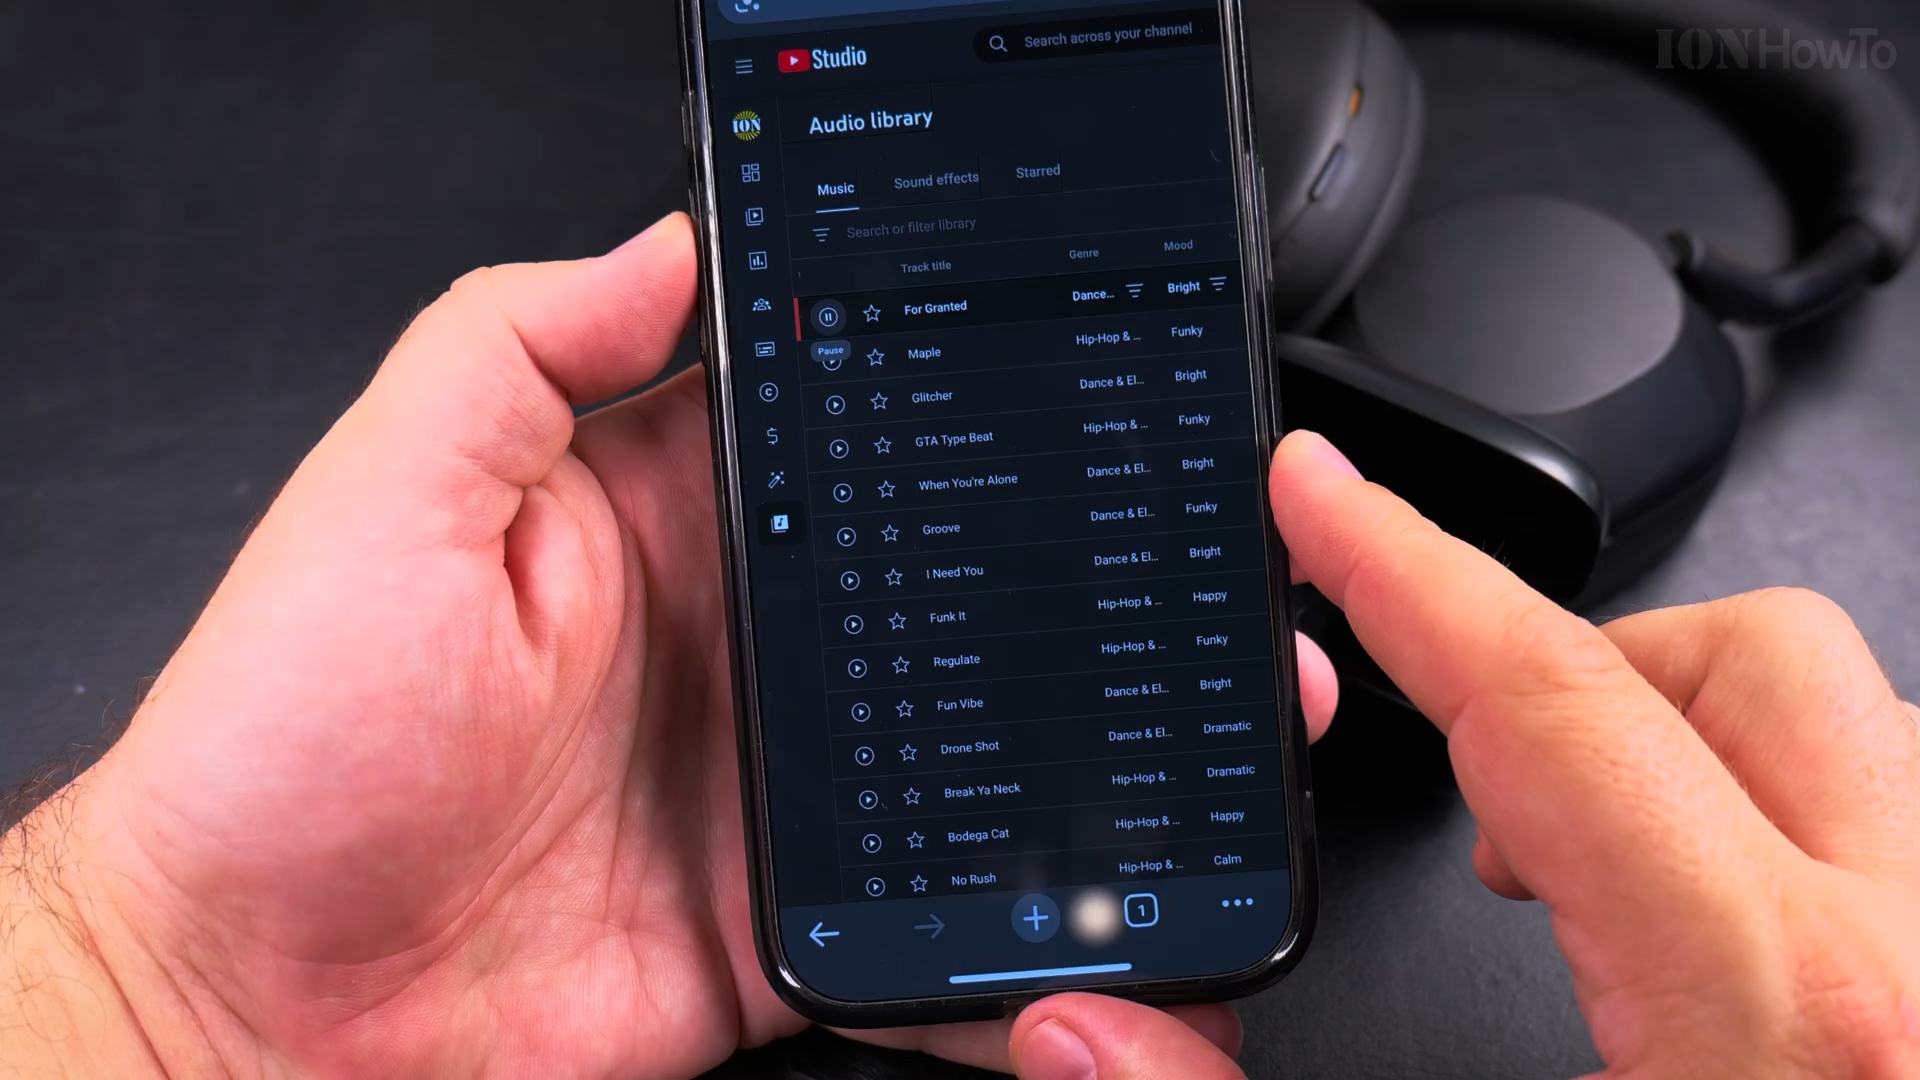 IONHowTo
Studio
Search across your channel
ION
Audio library
Music
Sound effects
Starred
Search or filter library
Track title
Genre
Mood
For Granted
Dance...
Bright
Pause
Maple
Hip-Hop & ...
Funky
Glitcher
Dance & El...
Bright
GTA Type Beat
Hip-Hop & ...
Funky
When You're Alone
Dance & El...
Bright
Groove
Dance & El...
Funky
I Need You
Dance & El...
Bright
Funk It
Hip-Hop & ...
Happy
Regulate
Hip-Hop & ...
Funky
Fun Vibe
Dance & El...
Bright
Drone Shot
Dance & El...
Dramatic
Break Ya Neck
Hip-Hop & ...
Dramatic
Bodega Cat
Hip-Hop & ...
Happy
No Rush
Hip-Hop & ...
Calm
1